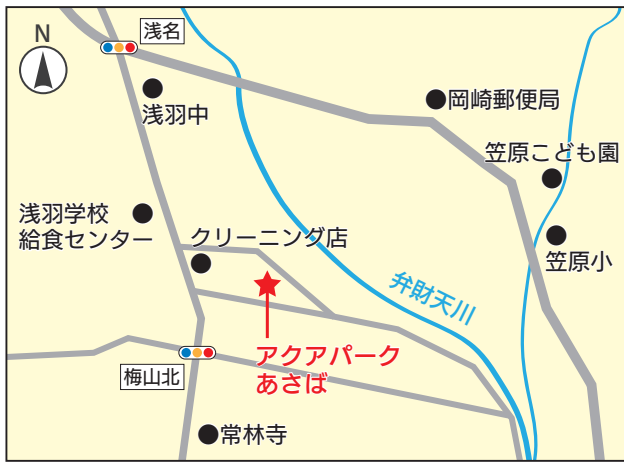 N
浅名
浅羽中
岡崎郵便局
笠原こども園
浅羽学校
給食センター
クリーニング店
笠原小
弁財天川
アクアパーク
あさば
梅山北
常林寺